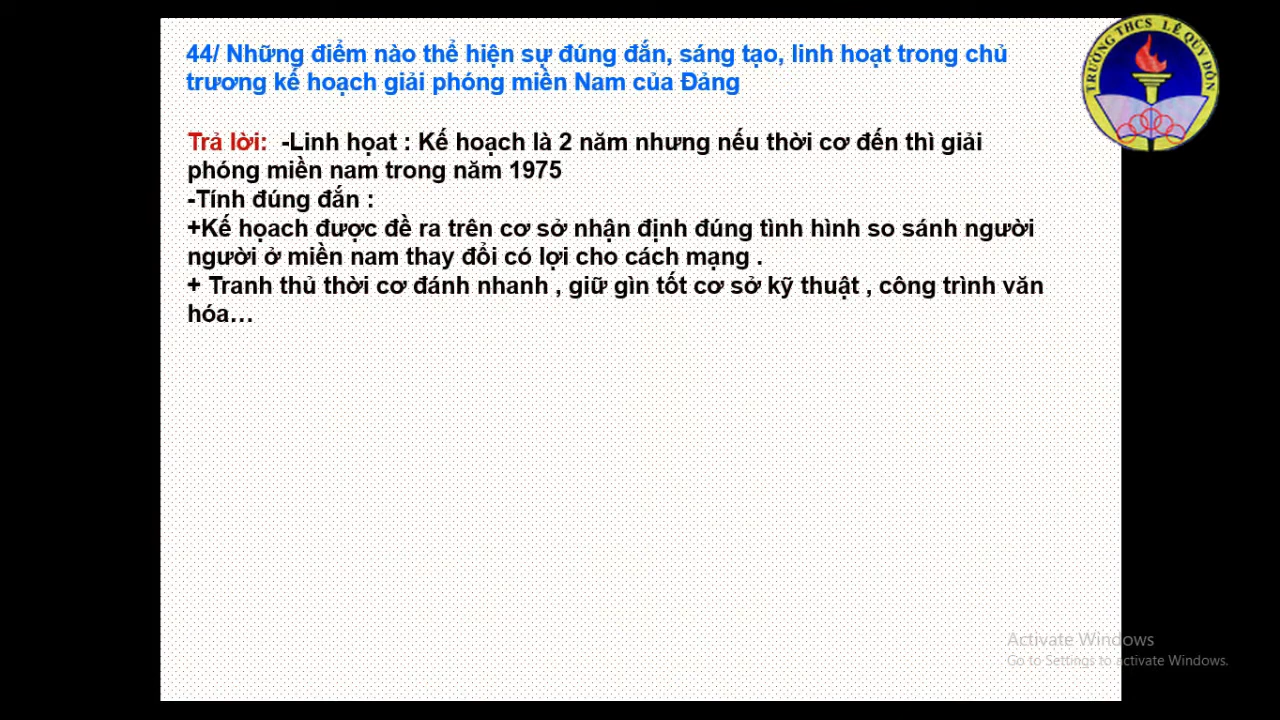 44/ Những điểm nào thể hiện sự đúng đắn, sáng tạo, linh hoạt trong chủ
trương kế hoạch giải phóng miền Nam của Đảng
TRƯỜNG THCS LÊ QUÝ ĐÔN
Trả lời: -Linh họat : Kế hoạch là 2 năm nhưng nếu thời cơ đến thì giải
phóng miền nam trong năm 1975
-Tính đúng đắn :
+Kế họach được đề ra trên cơ sở nhận định đúng tình hình so sánh người
người ở miền nam thay đổi có lợi cho cách mạng .
+ Tranh thủ thời cơ đánh nhanh , giữ gìn tốt cơ sở kỹ thuật , công trình văn
hóa…
Activate Windows
Go to Settings to activate Windows.